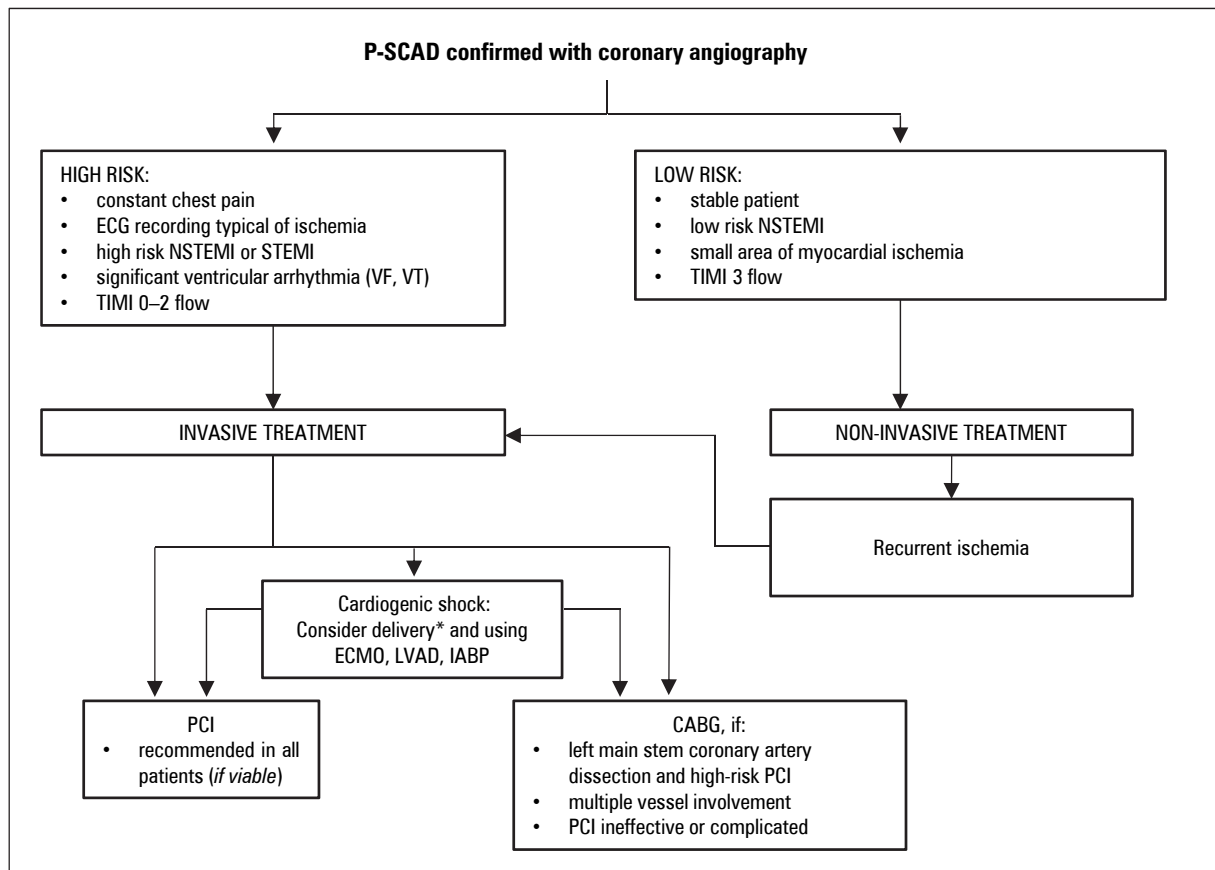 P-SCAD confirmed with coronary angiography
HIGH RISK:
• constant chest pain
• ECG recording typical of ischemia
• high risk NSTEMI or STEMI
• significant ventricular arrhythmia (VF, VT)
• TIMI 0–2 flow
LOW RISK:
• stable patient
• low risk NSTEMI
• small area of myocardial ischemia
• TIMI 3 flow
INVASIVE TREATMENT
NON-INVASIVE TREATMENT
Recurrent ischemia
Cardiogenic shock:
Consider delivery* and using
ECMO, LVAD, IABP
PCI
• recommended in all
patients (if viable)
CABG, if:
• left main stem coronary artery
dissection and high-risk PCI
• multiple vessel involvement
• PCI ineffective or complicated